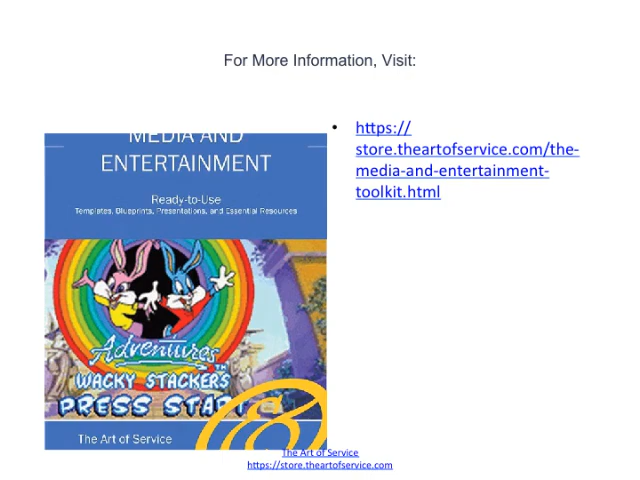 For More Information, Visit:
• https://
store.theartofservice.com/the-
media-and-entertainment-
toolkit.html
MEDIA AND
ENTERTAINMENT
Ready-to-Use
Templates, Blueprints, Presentations, and Essential Resources
Adventures
WACKY STACKERS™
PRESS START
The Art of Service
The Art of Service
https://store.theartofservice.com